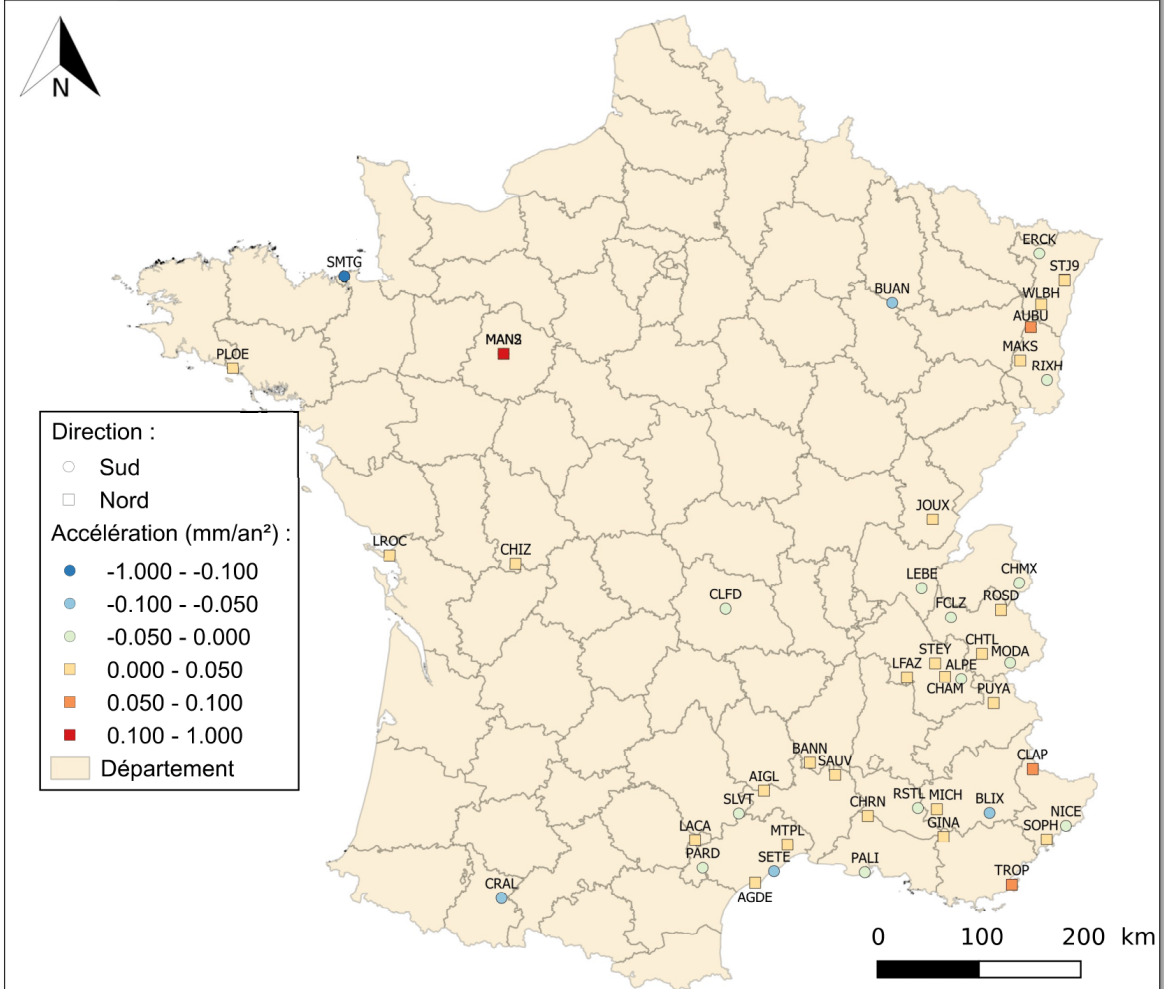 N
ERCK
STJ9
SMTG
BUAN
WLBH
AUBU
MAKS
PLOE
RIXH
Direction :
Sud
Nord
Accélération (mm/an²) :
-1.000 - -0.100
-0.100 - -0.050
-0.050 - 0.000
0.000 - 0.050
0.050 - 0.100
0.100 - 1.000
Département
JOUX
LROC
CHIZ
LEBE
CHMX
CLFD
FCLZ
ROSD
CHTL
STEY
MODA
LFAZ
ALPE
CHAM
PUYA
BANN
SAUV
CLAP
AIGL
SLVT
CHRN
RSTL
MICH
BLIX
NICE
LACA
MTPL
GINA
SOPH
PARD
SETE
PALI
TROP
CRAL
AGDE
0 100 200 km